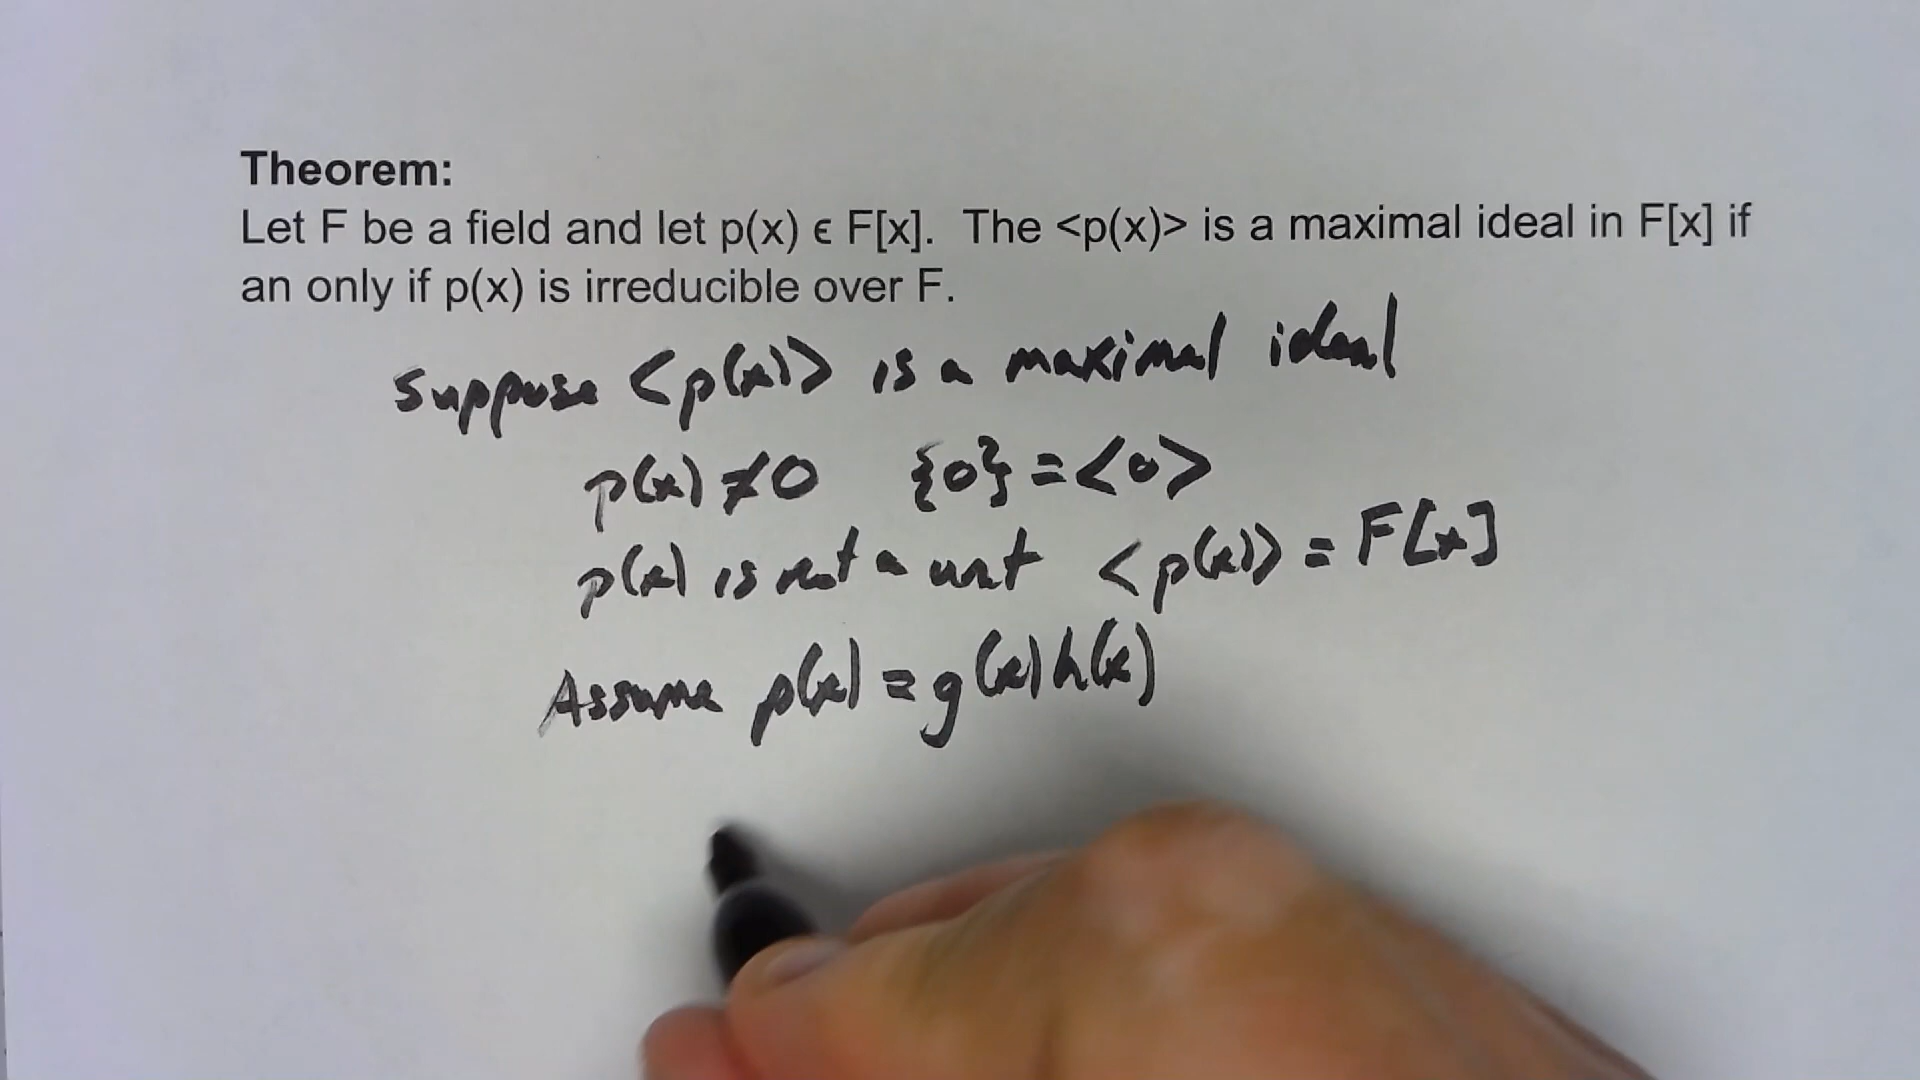 Theorem:
Let F be a field and let p(x) ϵ F[x]. The <p(x)> is a maximal ideal in F[x] if
an only if p(x) is irreducible over F.
Suppose <p(x)> is a maximal ideal
p(x) ≠ 0 {0} = <0>
p(x) is not a unit <p(x)> = F[x]
Assume p(x) = g(x)h(x)